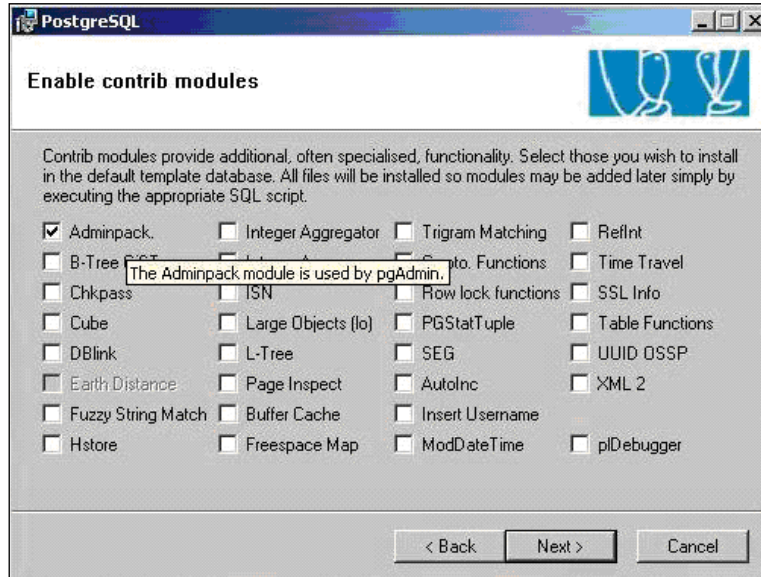 PostgreSQL
Enable contrib modules
Contrib modules provide additional, often specialised, functionality. Select those you wish to install
in the default template database. All files will be installed so modules may be added later simply by
executing the appropriate SQL script.
Adminpack. Integer Aggregator Trigram Matching RefInt
B-Tree Functions Time Travel
The Adminpack module is used by pgAdmin.
Chkpass ISN Row lock functions SSL Info
Cube Large Objects (lo) PGStatTuple Table Functions
DBlink L-Tree SEG UUID OSSP
Earth Distance Page Inspect AutoInc XML 2
Fuzzy String Match Buffer Cache Insert Username
Hstore Freespace Map ModDateTime plDebugger
< Back Next > Cancel